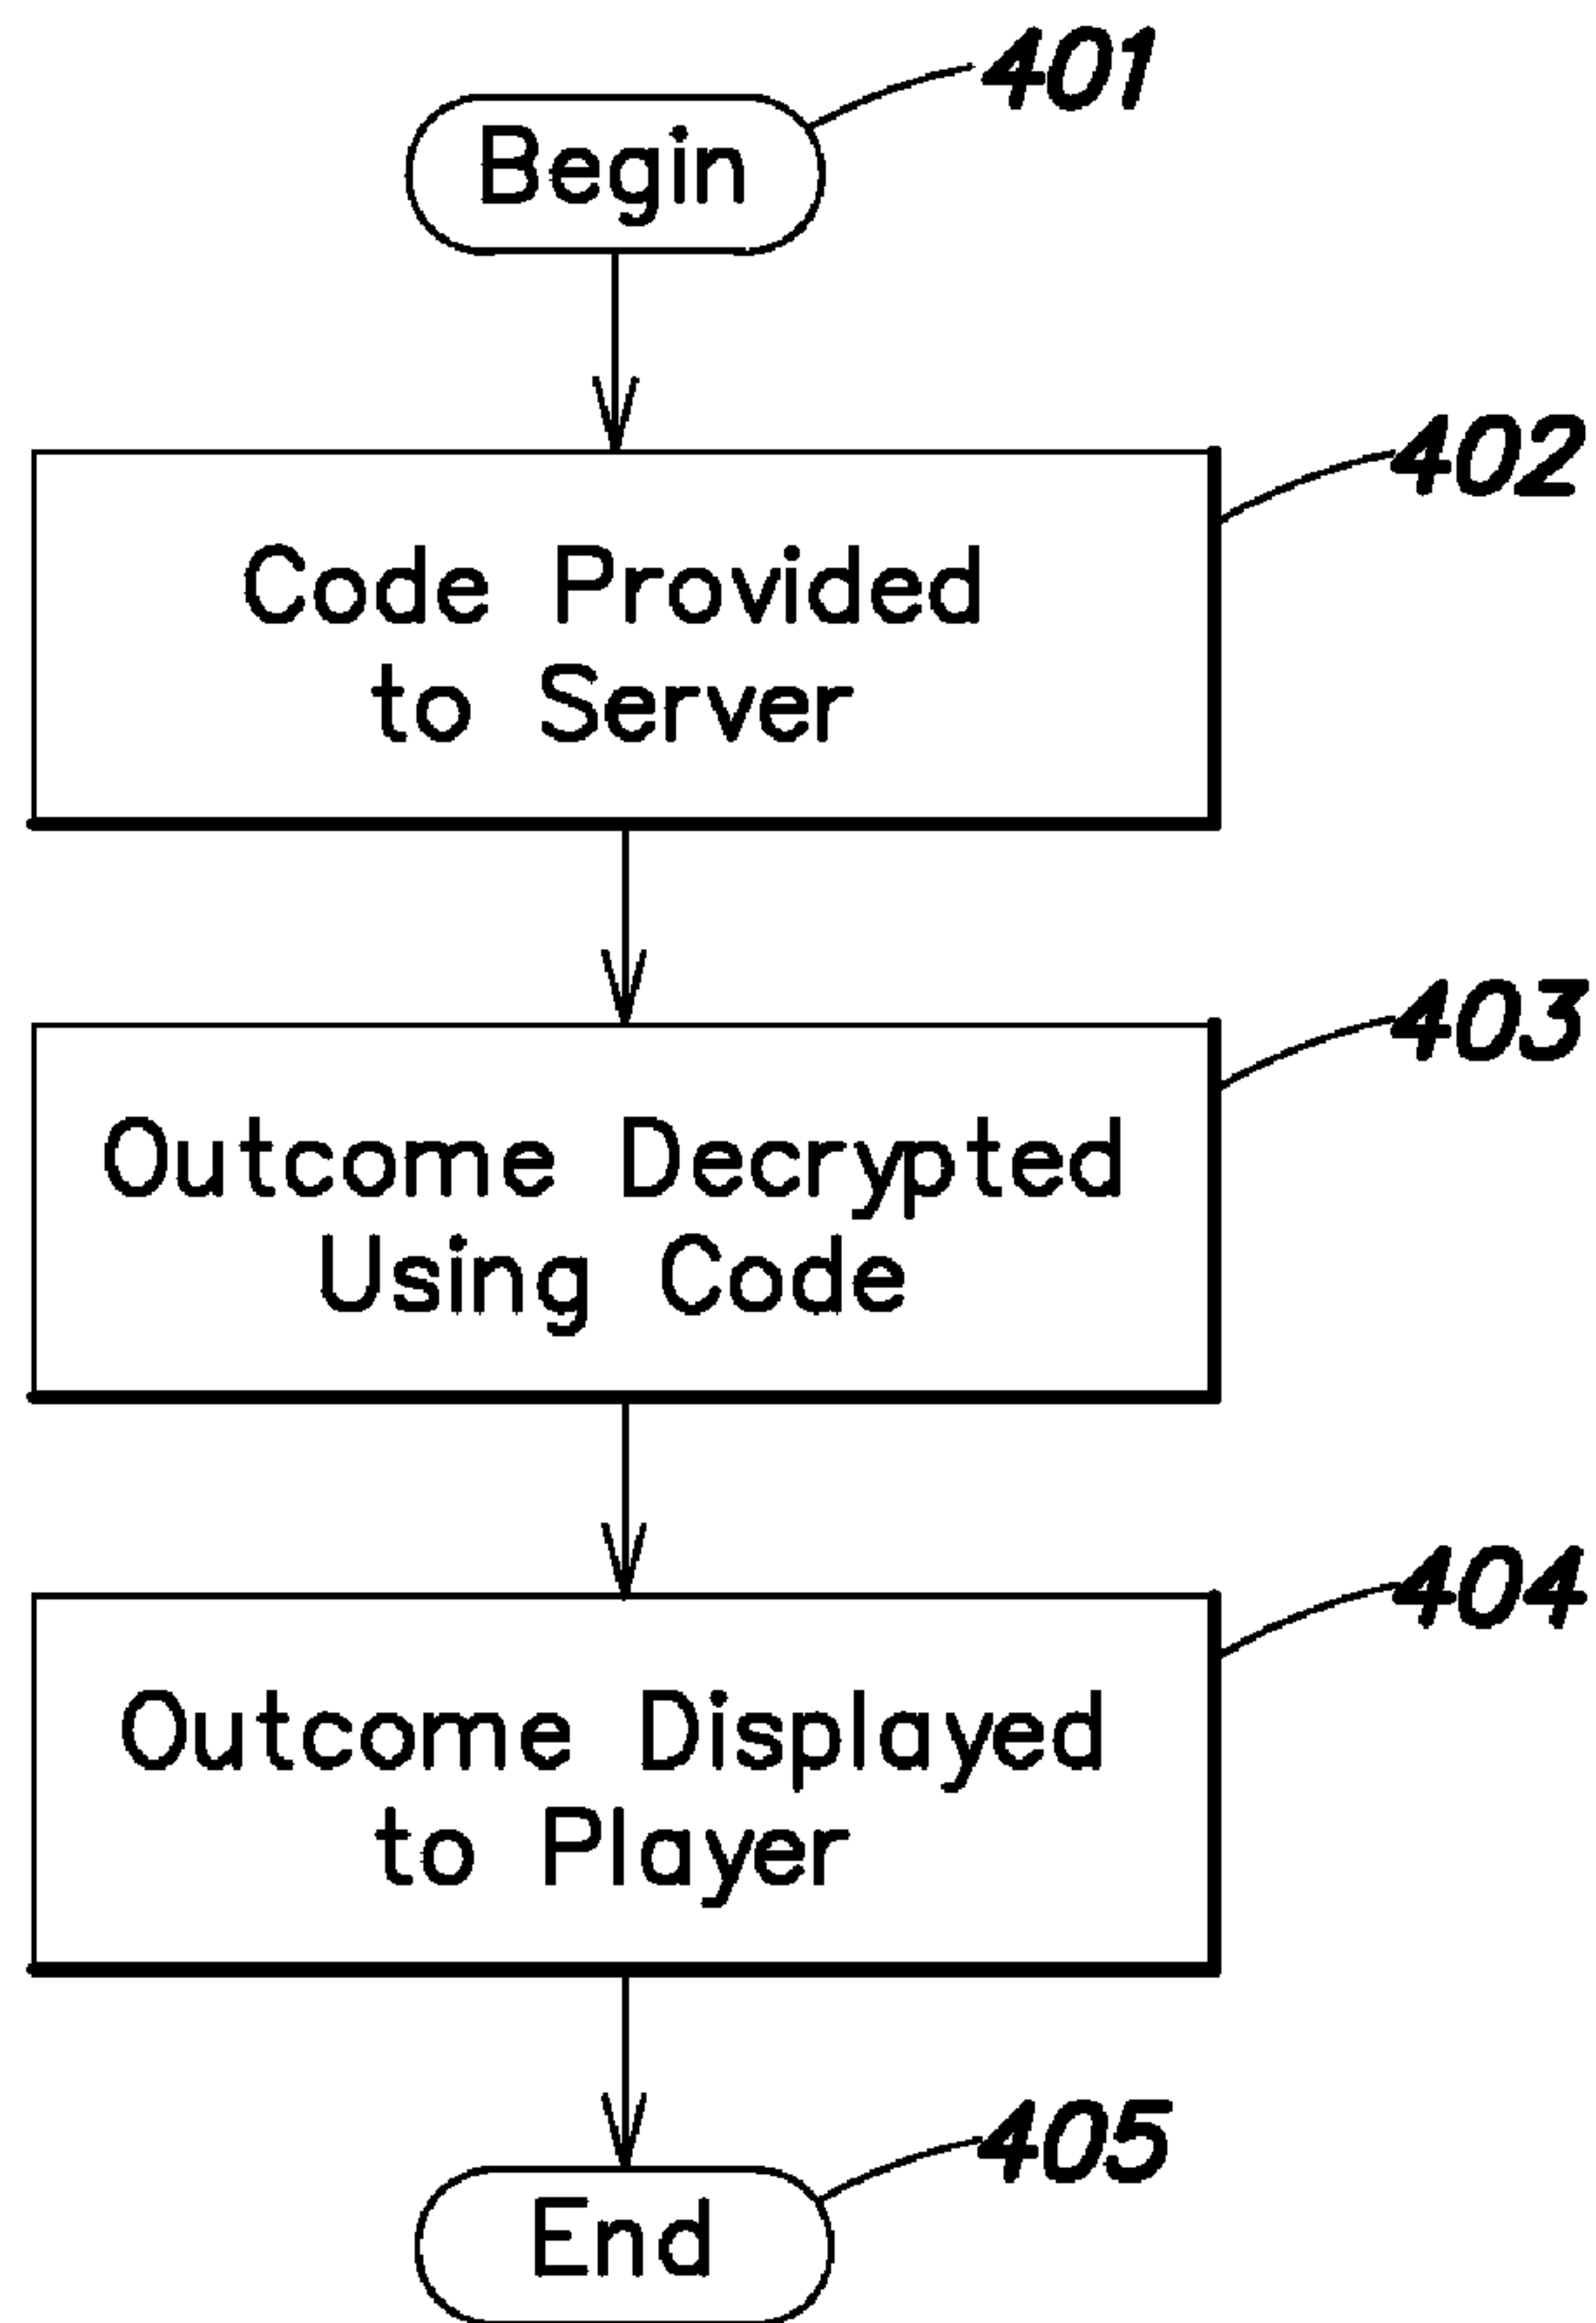 401
Begin
402
Code Provided
to Server
403
Outcome Decrypted
Using Code
404
Outcome Displayed
to Player
405
End